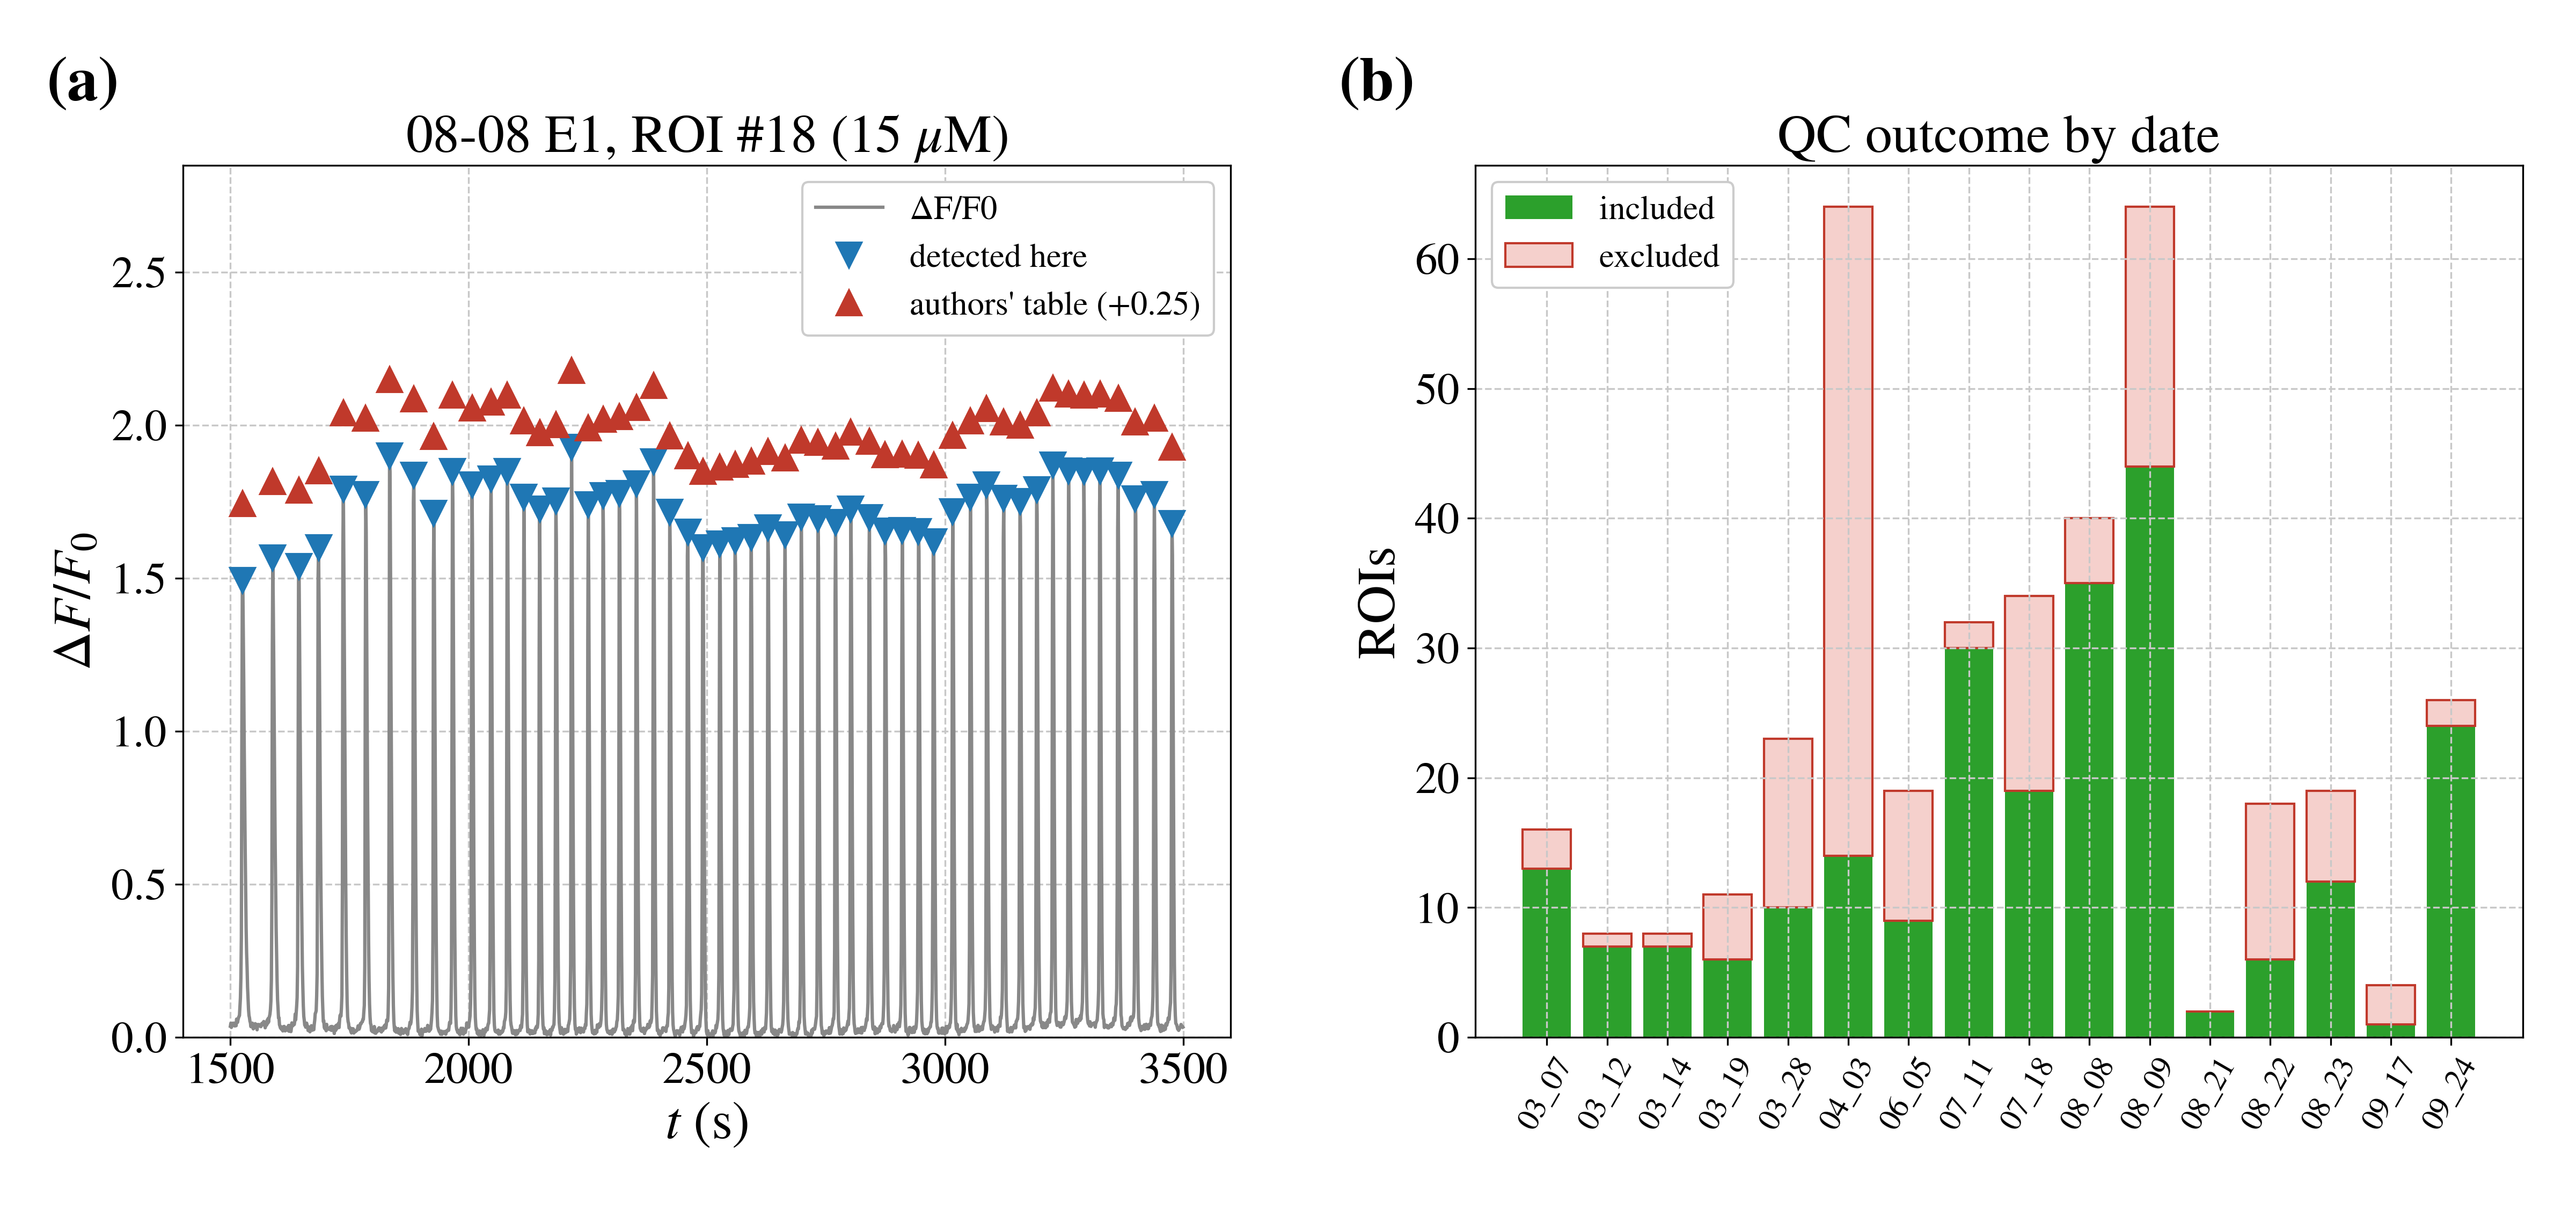 (a)
08-08 E1, ROI #18 (15 μM)
ΔF/F0
detected here
authors' table (+0.25)
ΔF/F₀
2.5
2.0
1.5
1.0
0.5
0.0
1500 2000 2500 3000 3500
t (s)
(b)
QC outcome by date
included
excluded
ROIs
60
50
40
30
20
10
0
03_07 03_12 03_14 03_19 03_28 04_03 06_05 07_11 07_18 08_08 08_09 08_21 08_22 08_23 09_17 09_24